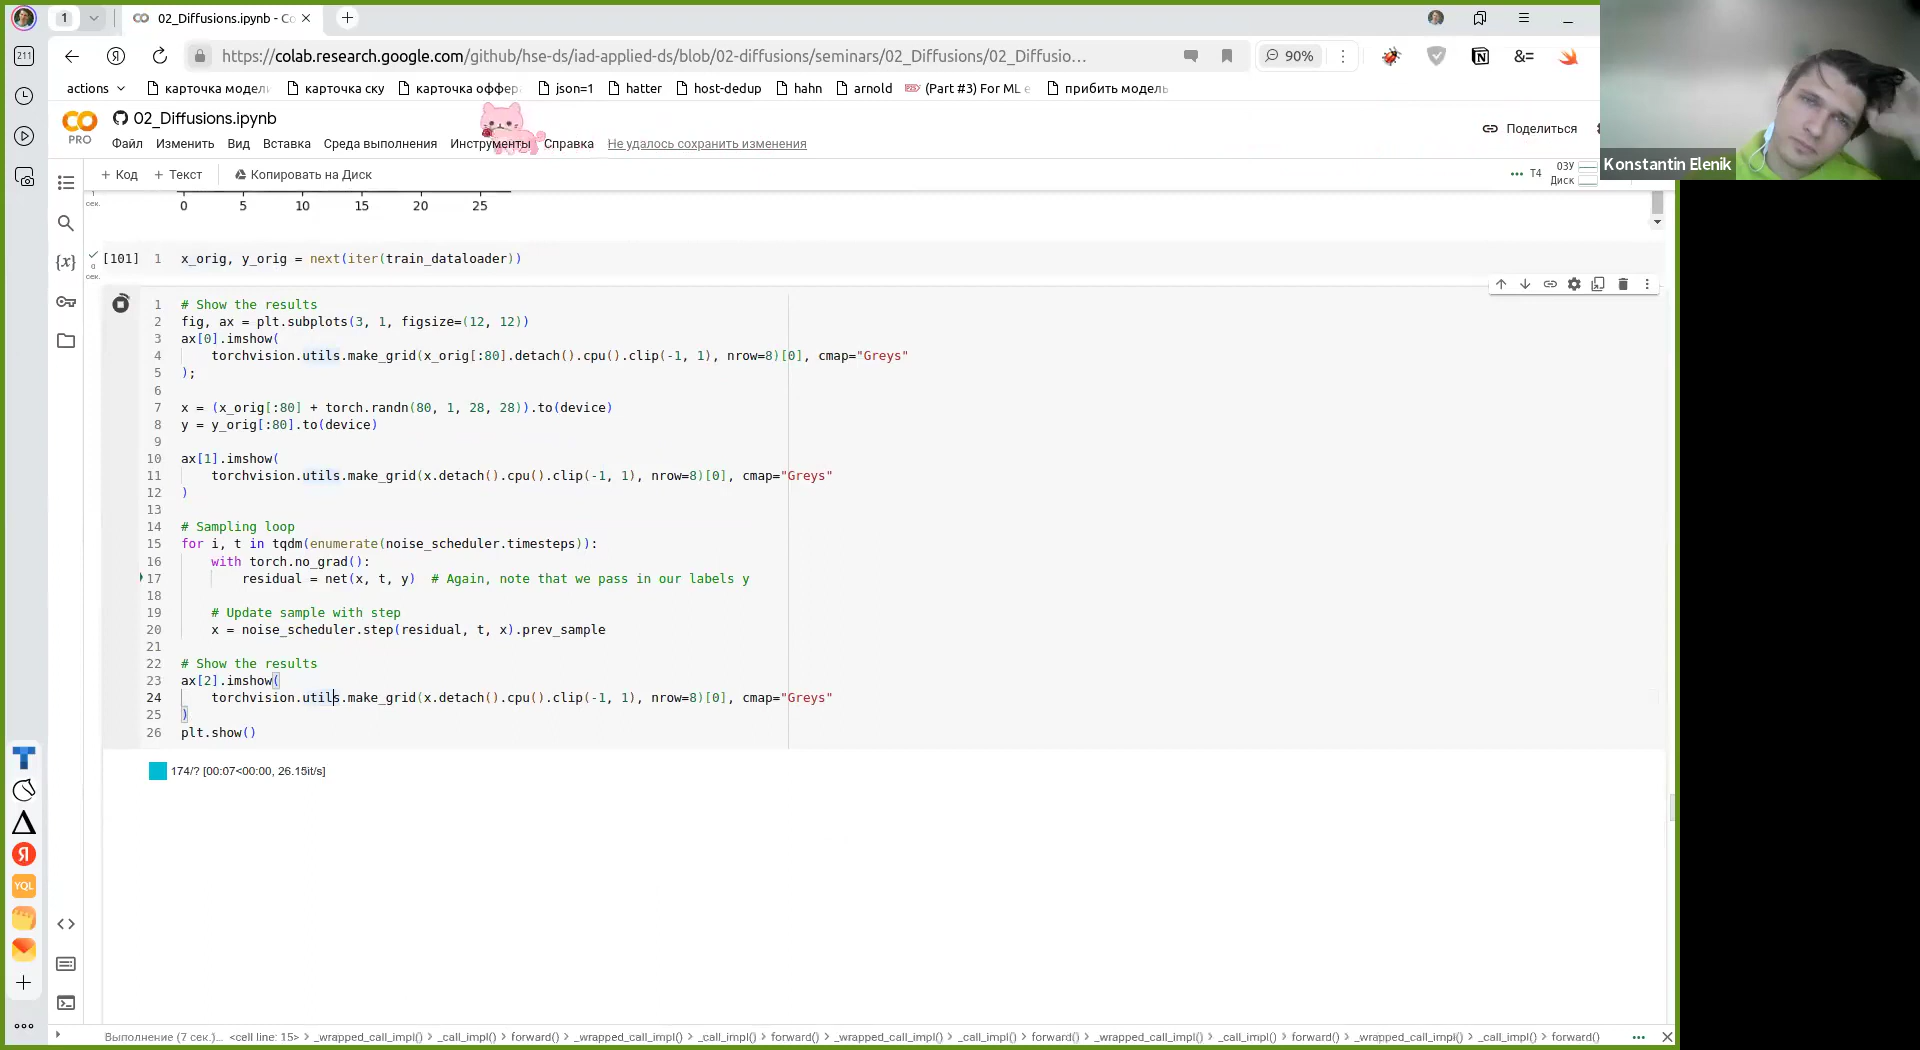 1
02_Diffusions.ipynb - Co
211
https://colab.research.google.com/github/hse-ds/iad-applied-ds/blob/02-diffusions/seminars/02_Diffusions/02_Diffusio…
90%
actions
карточка модели
карточка ску
карточка оффер
json=1
hatter
host-dedup
hahn
arnold
(Part #3) For ML e
прибить модель
PRO
02_Diffusions.ipynb
Поделиться
Файл Изменить Вид Вставка Среда выполнения Инструменты Справка Не удалось сохранить изменения
+ Код + Текст Копировать на Диск
T4
ОЗУ
Диск
Konstantin Elenik
сек.
0 5 10 15 20 25
[101] 1 x_orig, y_orig = next(iter(train_dataloader))
0
сек.
1 # Show the results
2 fig, ax = plt.subplots(3, 1, figsize=(12, 12))
3 ax[0].imshow(
4 torchvision.utils.make_grid(x_orig[:80].detach().cpu().clip(-1, 1), nrow=8)[0], cmap="Greys"
5 );
6
7 x = (x_orig[:80] + torch.randn(80, 1, 28, 28)).to(device)
8 y = y_orig[:80].to(device)
9
10 ax[1].imshow(
11 torchvision.utils.make_grid(x.detach().cpu().clip(-1, 1), nrow=8)[0], cmap="Greys"
12 )
13
14 # Sampling loop
15 for i, t in tqdm(enumerate(noise_scheduler.timesteps)):
16 with torch.no_grad():
17 residual = net(x, t, y)  # Again, note that we pass in our labels y
18
19 # Update sample with step
20 x = noise_scheduler.step(residual, t, x).prev_sample
21
22 # Show the results
23 ax[2].imshow(
24 torchvision.utils.make_grid(x.detach().cpu().clip(-1, 1), nrow=8)[0], cmap="Greys"
25 )
26 plt.show()
174/? [00:07<00:00, 26.15it/s]
YQL
Выполнение (7 сек.)… <cell line: 15> > _wrapped_call_impl() > _call_impl() > forward() > _wrapped_call_impl() > _call_impl() > forward() > _wrapped_call_impl() > _call_impl() > forward() > _wrapped_call_impl() > _call_impl() > forward() > _wrapped_call_impl() > _call_impl() > forward()